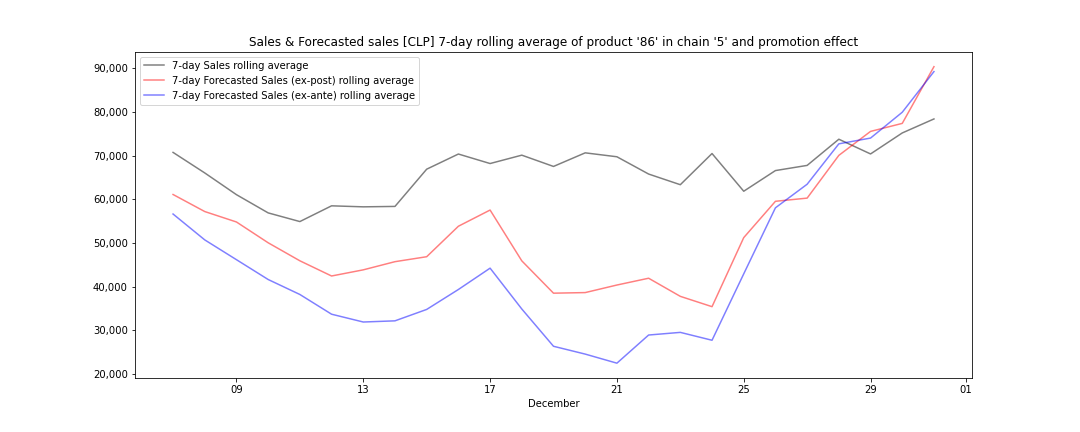 Sales & Forecasted sales [CLP] 7-day rolling average of product '86' in chain '5' and promotion effect
7-day Sales rolling average
7-day Forecasted Sales (ex-post) rolling average
7-day Forecasted Sales (ex-ante) rolling average
90,000
80,000
70,000
60,000
50,000
40,000
30,000
20,000
09 13 17 21 25 29 01
December